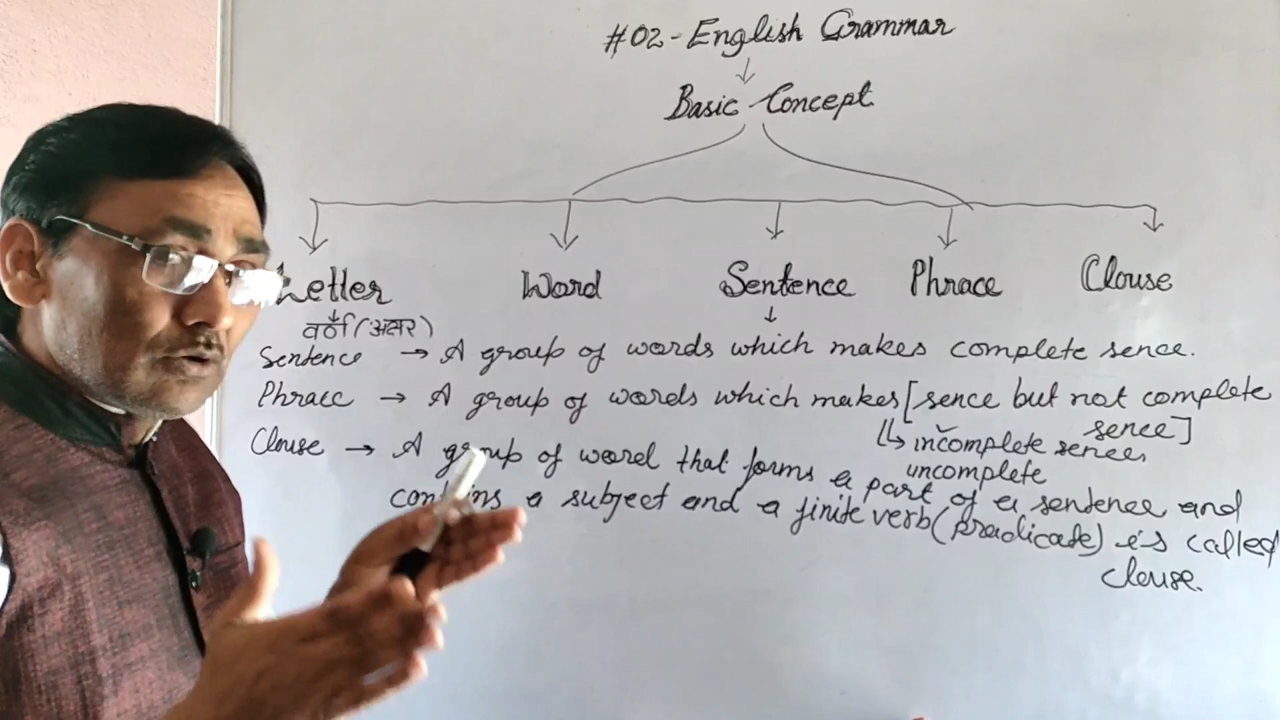 #02 - English Grammar
Basic Concept
Letter Word Sentence Phrace Clouse
वर्ण (अक्षर)
Sentence → A group of words which makes complete sence.
Phrace → A group of words which makes [sence but not complete
sence]
↳ incomplete sence,
uncomplete
Clouse → A group of word that forms a part of a sentence and
contains a subject and a finite verb (pradicate) is called
clouse.